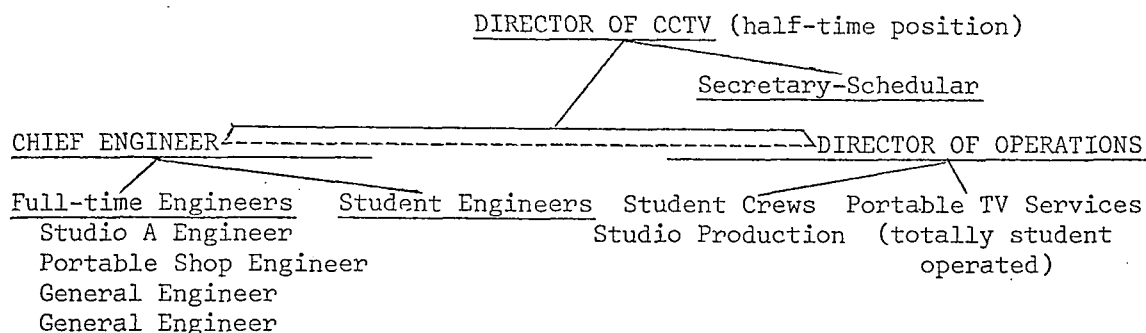 DIRECTOR OF CCTV (half-time position)
Secretary-Schedular
CHIEF ENGINEER DIRECTOR OF OPERATIONS
Full-time Engineers Student Engineers Student Crews Portable TV Services
Studio A Engineer Studio Production (totally student
Portable Shop Engineer operated)
General Engineer
General Engineer